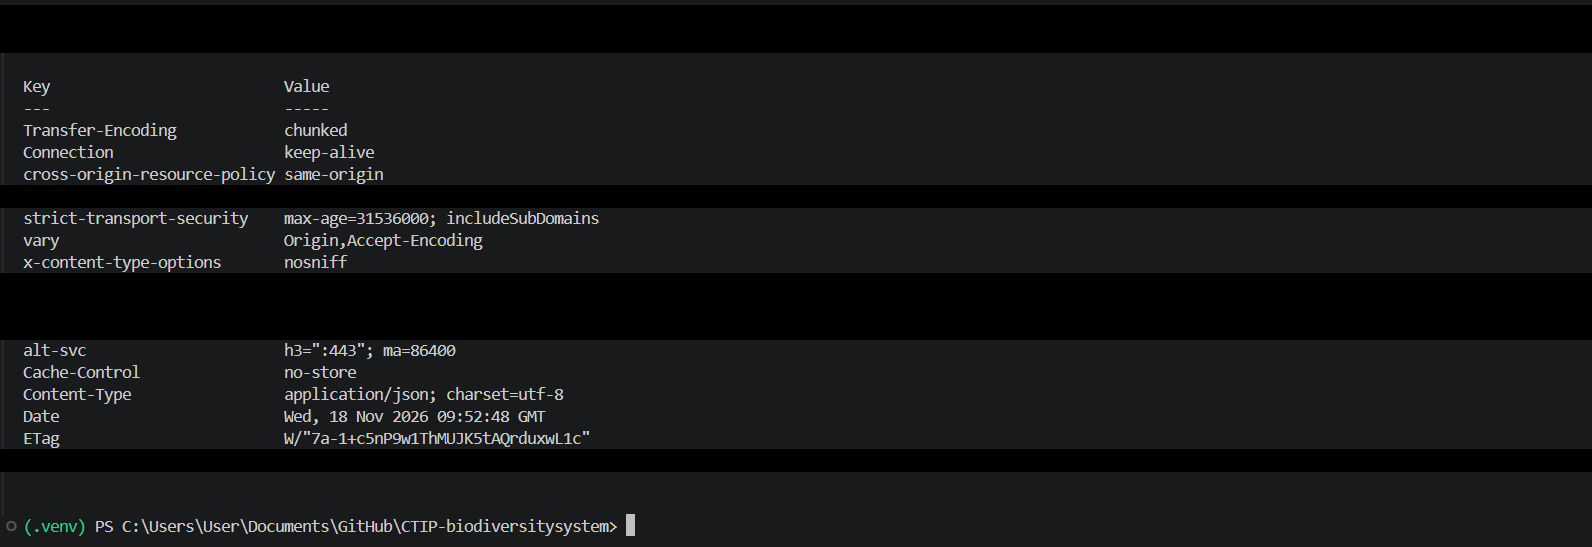 Key Value
--- -----
Transfer-Encoding chunked
Connection keep-alive
cross-origin-resource-policy same-origin
strict-transport-security max-age=31536000; includeSubDomains
vary Origin,Accept-Encoding
x-content-type-options nosniff
alt-svc h3=":443"; ma=86400
Cache-Control no-store
Content-Type application/json; charset=utf-8
Date Wed, 18 Nov 2026 09:52:48 GMT
ETag W/"7a-1+c5nP9w1ThMUJK5tAQrduxwL1c"
(.venv) PS C:\Users\User\Documents\GitHub\CTIP-biodiversitysystem>